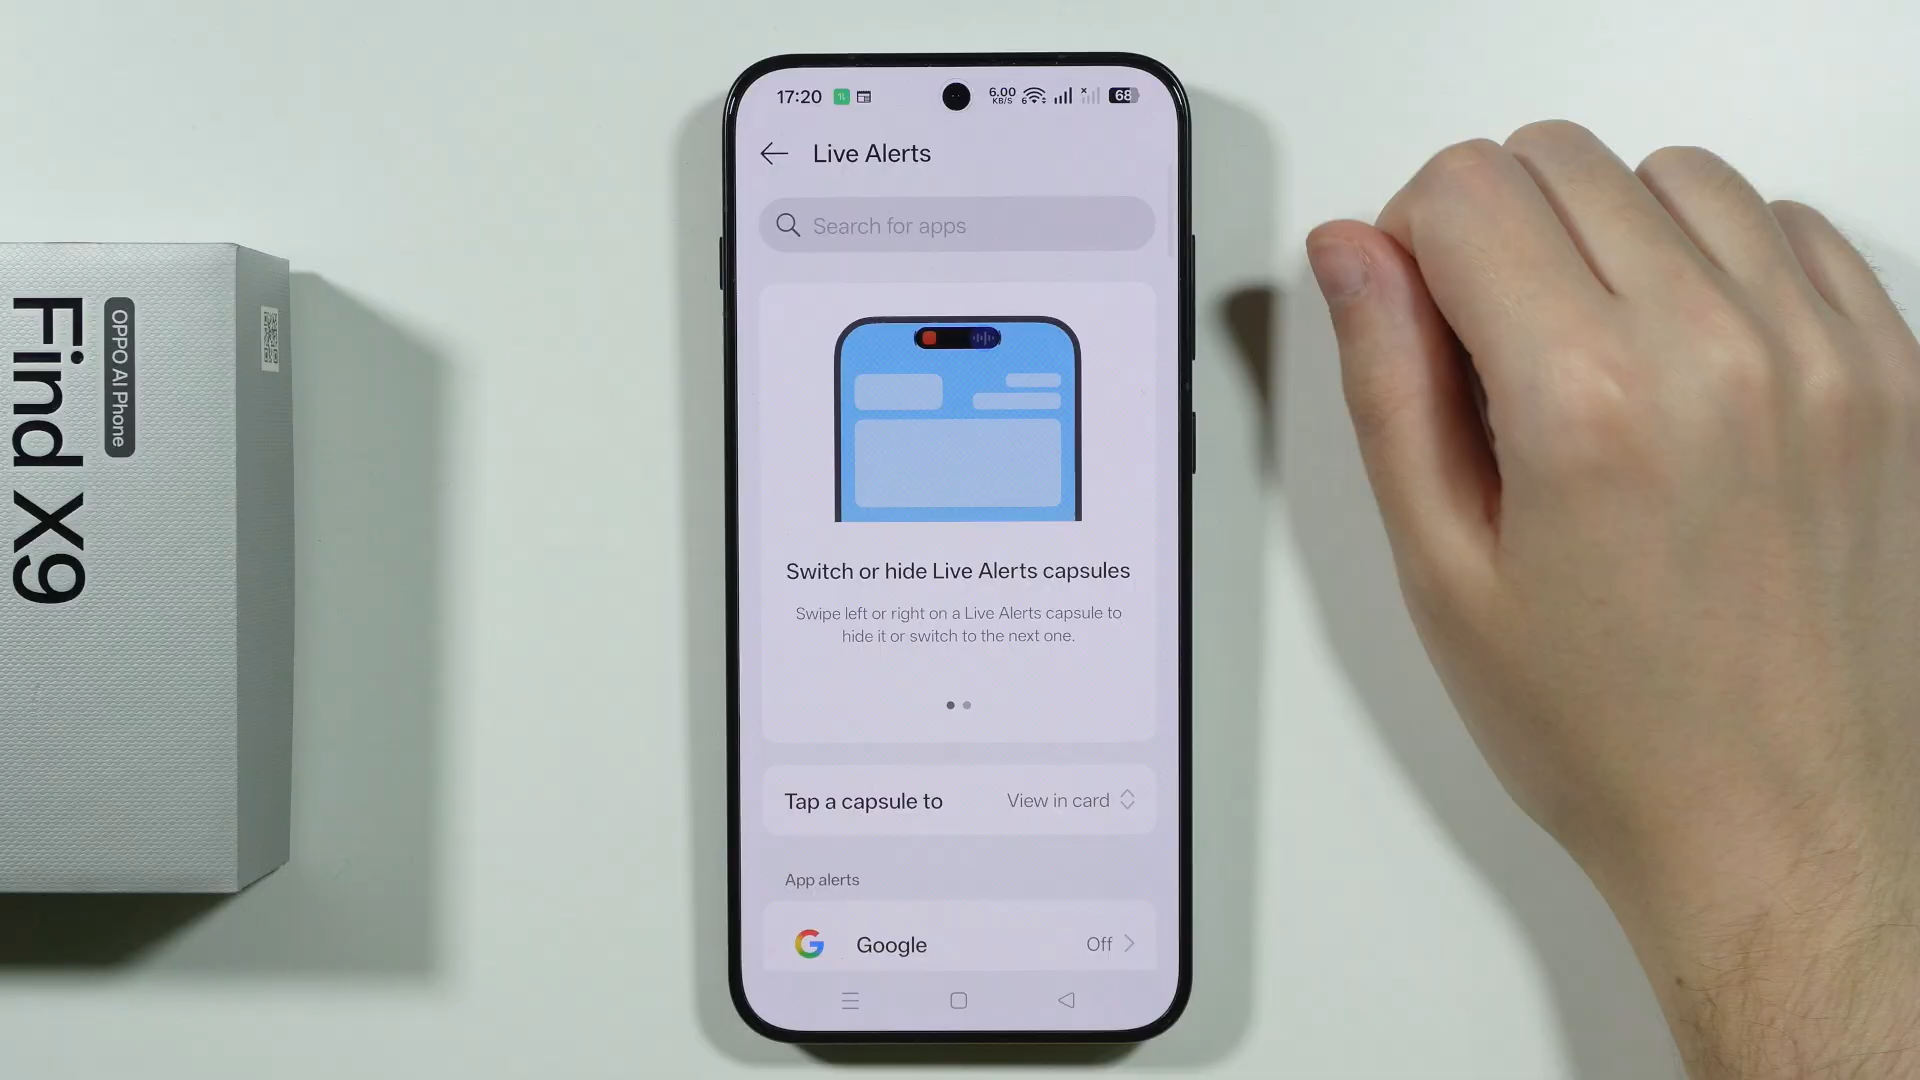 Find X9
OPPO AI Phone
17:20
6.00
KB/S
6
68
Live Alerts
Search for apps
Switch or hide Live Alerts capsules
Swipe left or right on a Live Alerts capsule to
hide it or switch to the next one.
Tap a capsule to
View in card
App alerts
Google
Off